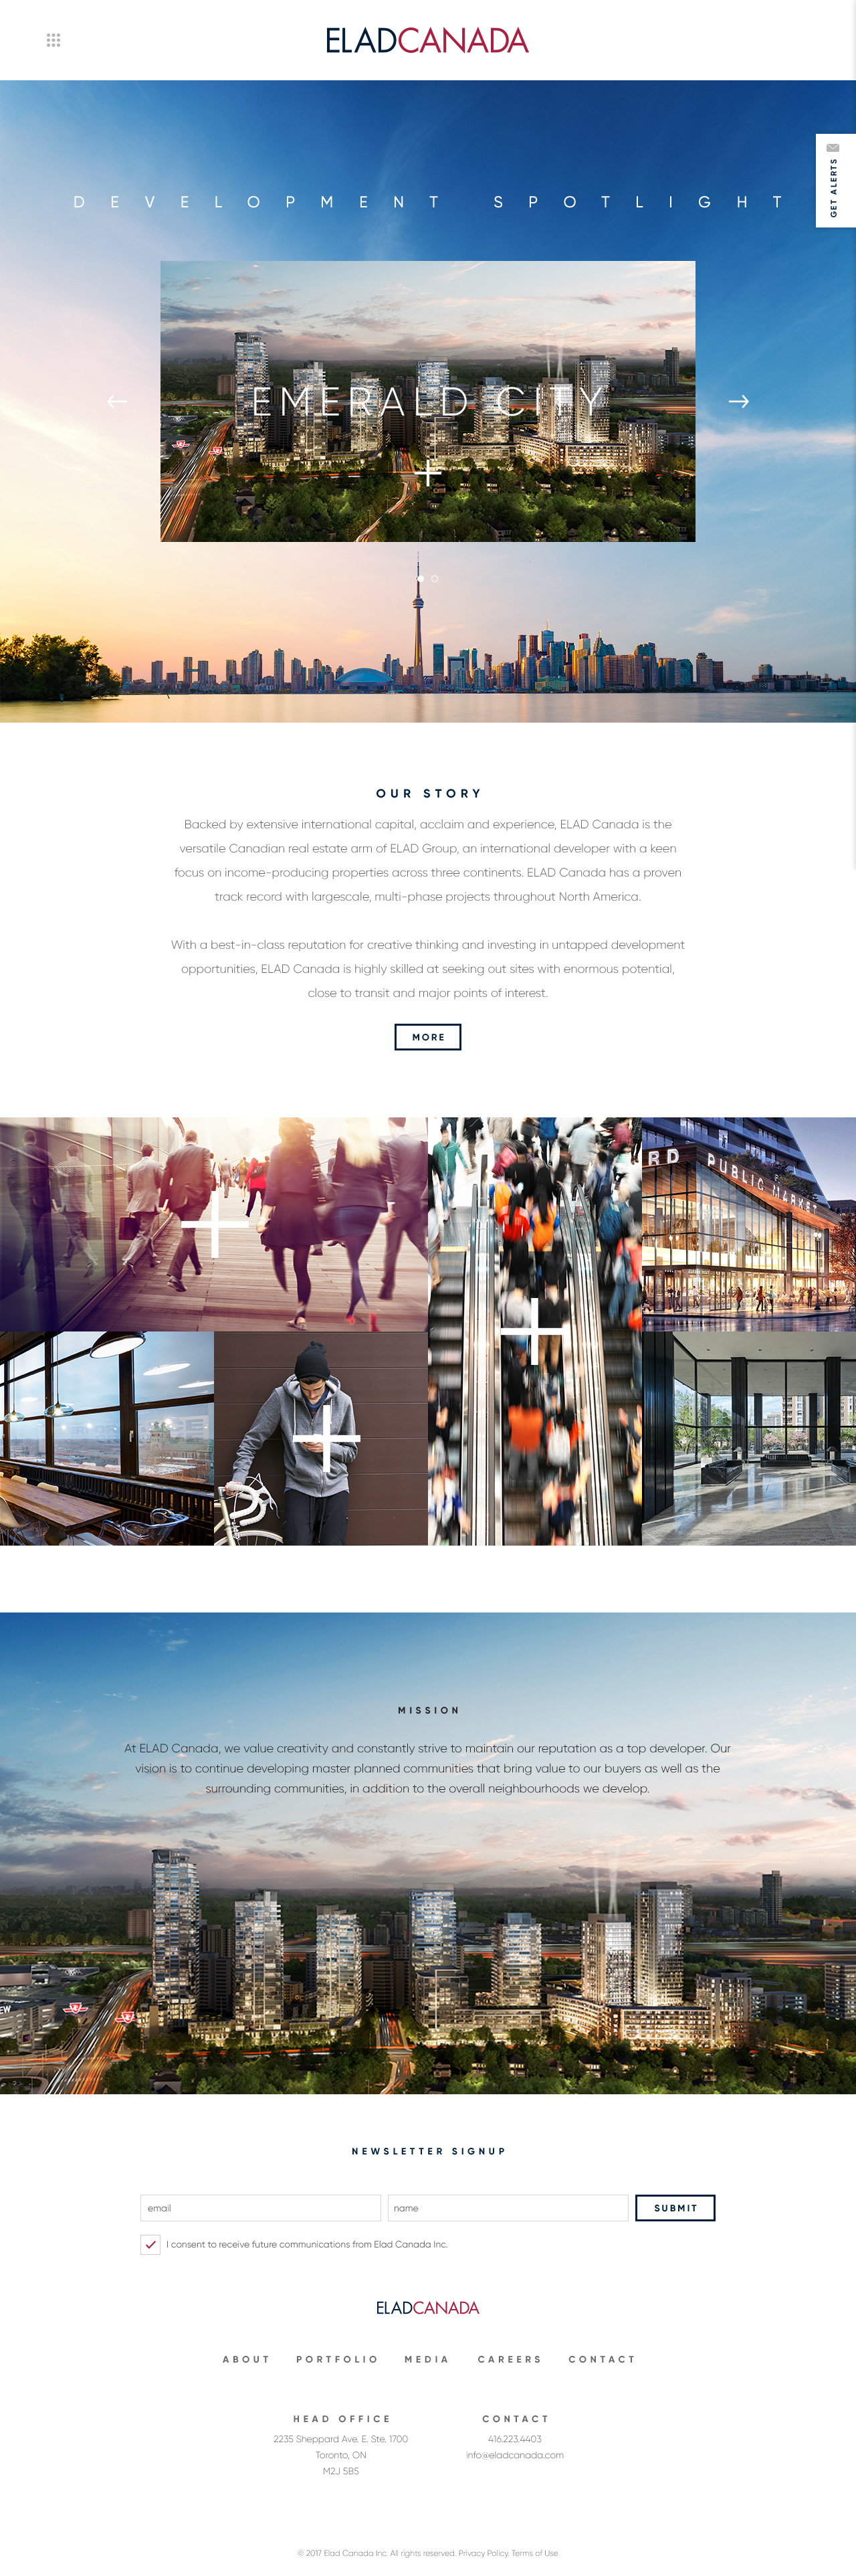 ELADCANADA
GET ALERTS
DEVELOPMENT SPOTLIGHT
EMERALD CITY
OUR STORY
Backed by extensive international capital, acclaim and experience, ELAD Canada is the
versatile Canadian real estate arm of ELAD Group, an international developer with a keen
focus on income-producing properties across three continents. ELAD Canada has a proven
track record with largescale, multi-phase projects throughout North America.
With a best-in-class reputation for creative thinking and investing in untapped development
opportunities, ELAD Canada is highly skilled at seeking out sites with enormous potential,
close to transit and major points of interest.
MORE
RD PUBLIC MARKET
MISSION
At ELAD Canada, we value creativity and constantly strive to maintain our reputation as a top developer. Our
vision is to continue developing master planned communities that bring value to our buyers as well as the
surrounding communities, in addition to the overall neighbourhoods we develop.
EW
NEWSLETTER SIGNUP
email name SUBMIT
I consent to receive future communications from Elad Canada Inc.
ELADCANADA
ABOUT PORTFOLIO MEDIA CAREERS CONTACT
HEAD OFFICE
2235 Sheppard Ave. E. Ste. 1700
Toronto, ON
M2J 5B5
CONTACT
416.223.4403
info@eladcanada.com
© 2017 Elad Canada Inc. All rights reserved. Privacy Policy. Terms of Use